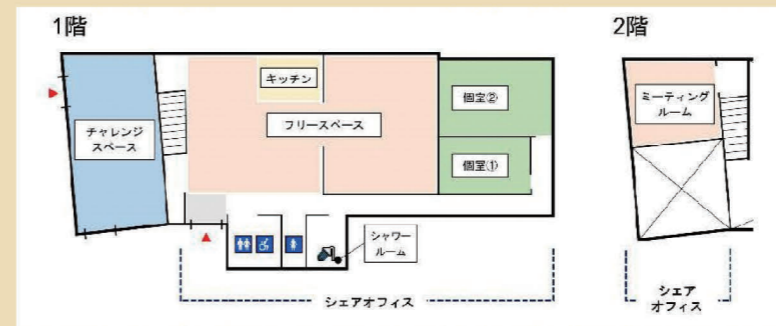 1階
2階
キッチン
個室②
ミーティング
ルーム
チャレンジ
スペース
フリースペース
個室①
シャワー
ルーム
シェアオフィス
シェア
オフィス